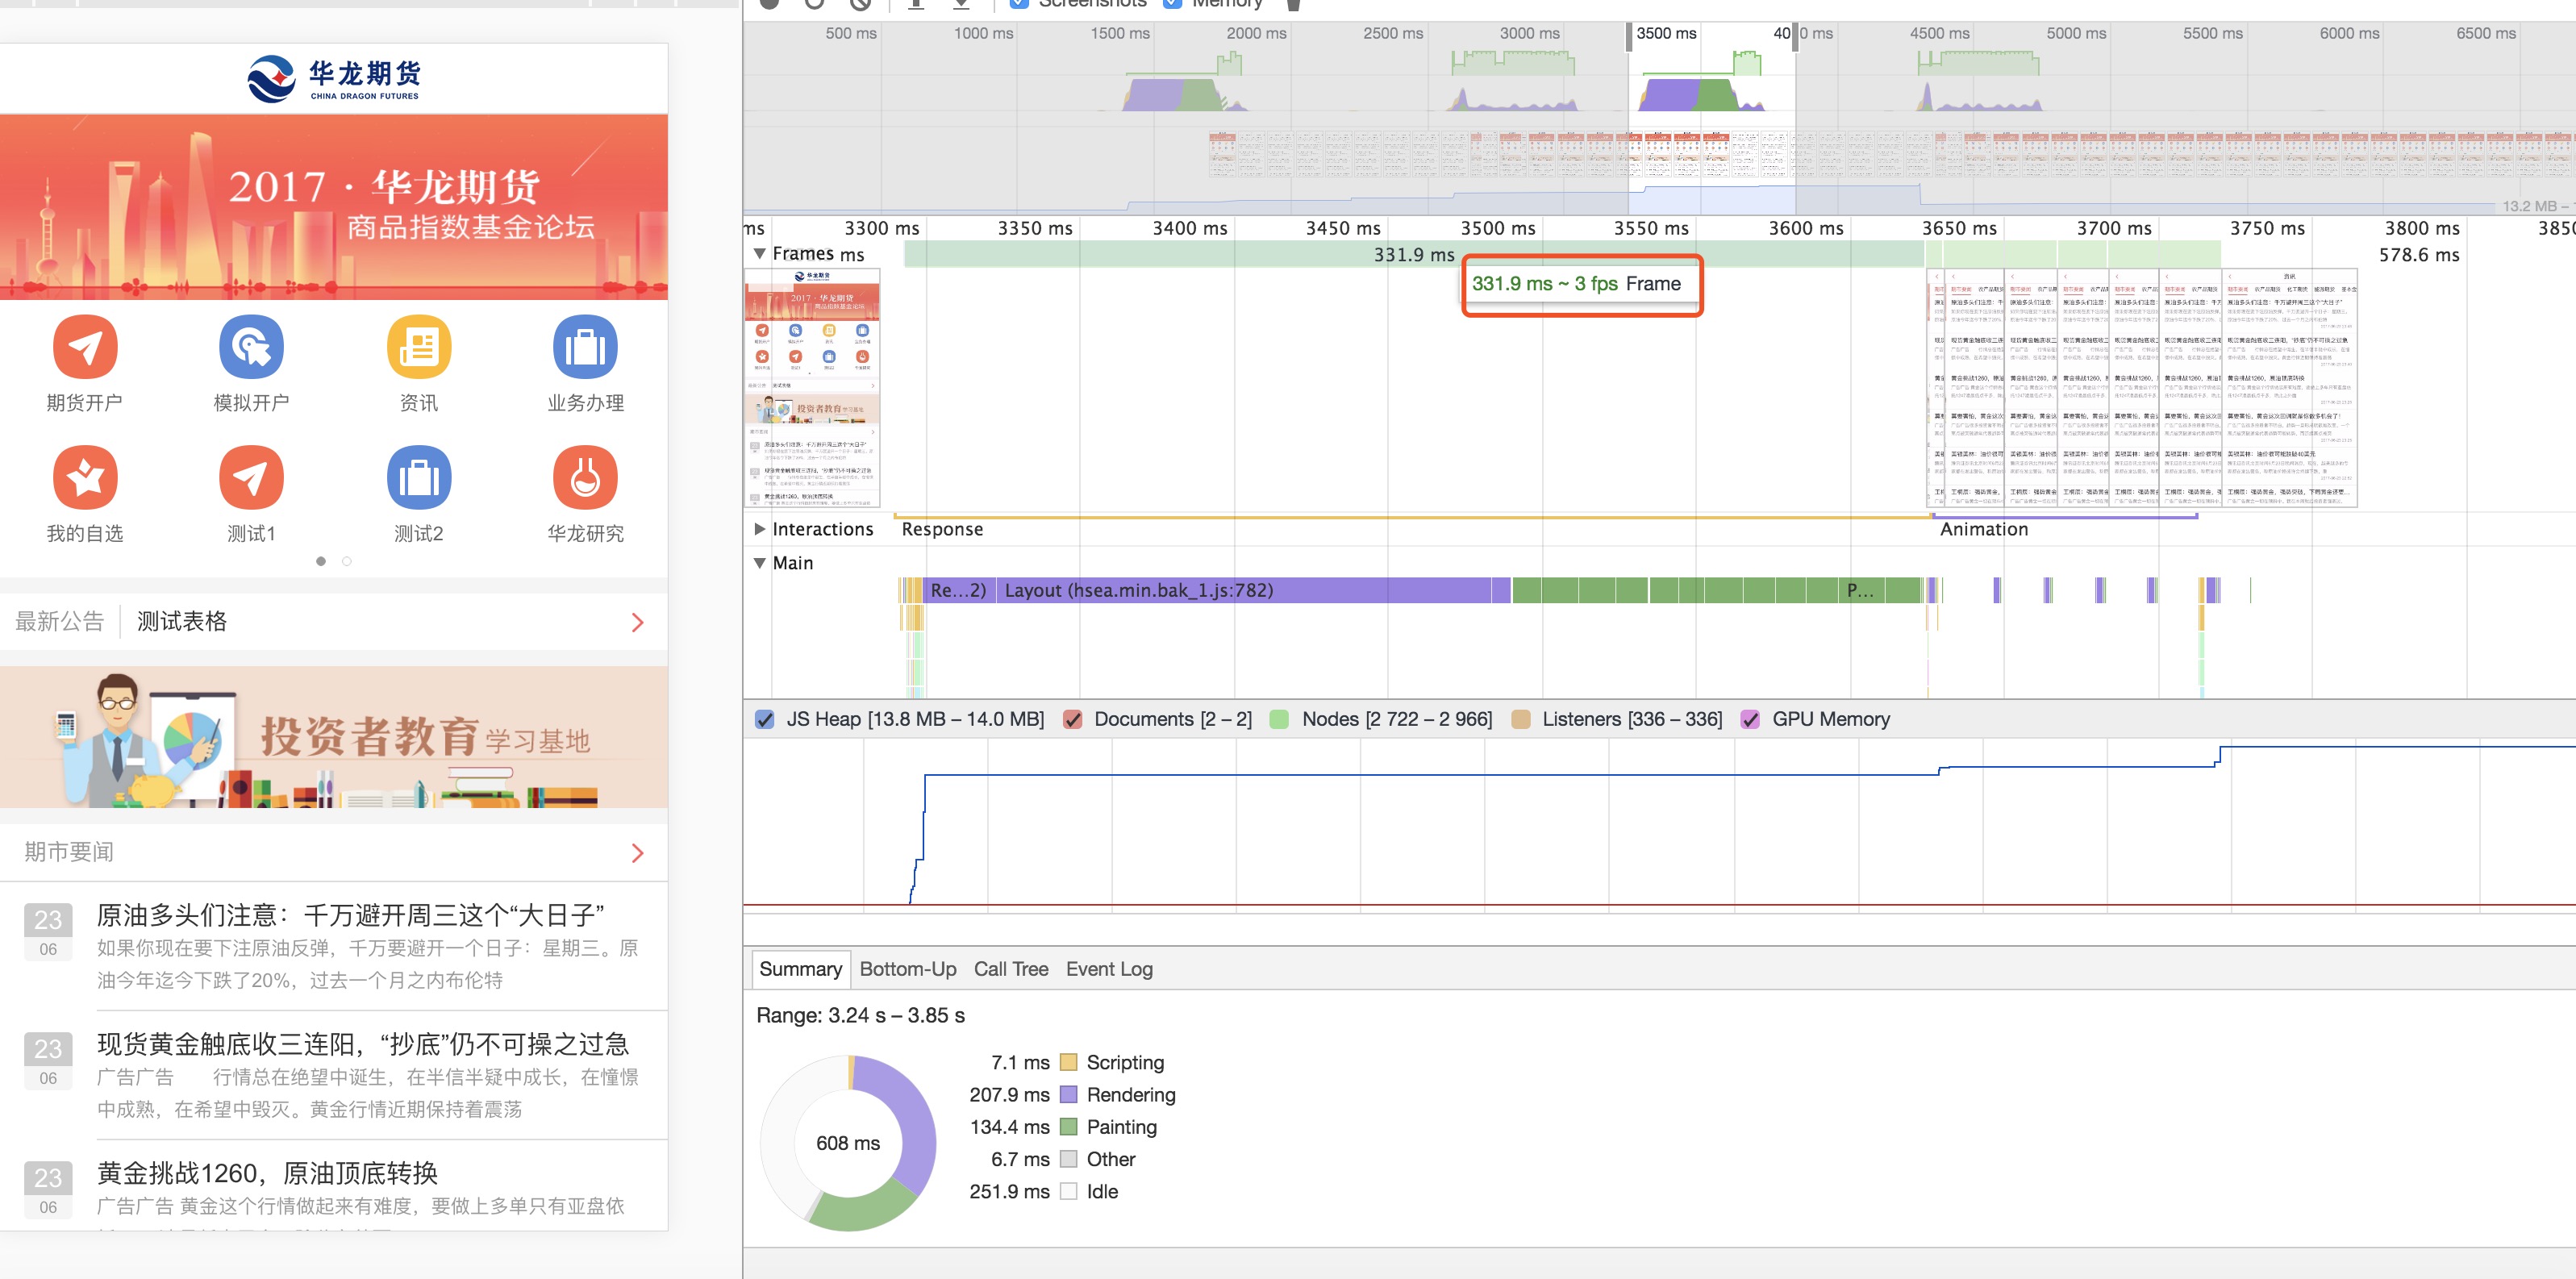 华龙期货
CHINA DRAGON FUTURES
2017 · 华龙期货
商品指数基金论坛
期货开户
模拟开户
资讯
业务办理
我的自选
测试1
测试2
华龙研究
最新公告
测试表格
投资者教育 学习基地
期市要闻
23
06
原油多头们注意：千万避开周三这个“大日子”
如果你现在要下注原油反弹，千万要避开一个日子：星期三。原
油今年迄今下跌了20%，过去一个月之内布伦特
23
06
现货黄金触底收三连阳，“抄底”仍不可操之过急
广告广告 行情总在绝望中诞生，在半信半疑中成长，在憧憬
中成熟，在希望中毁灭。黄金行情近期保持着震荡
23
06
黄金挑战1260，原油顶底转换
广告广告 黄金这个行情做起来有难度，要做上多单只有亚盘依
Screenshots
Memory
500 ms
1000 ms
1500 ms
2000 ms
2500 ms
3000 ms
3500 ms
40 0 ms
4500 ms
5000 ms
5500 ms
6000 ms
6500 ms
13.2 MB –
ms
3300 ms
3350 ms
3400 ms
3450 ms
3500 ms
3550 ms
3600 ms
3650 ms
3700 ms
3750 ms
3800 ms
385
Frames ms
331.9 ms
578.6 ms
331.9 ms ~ 3 fps Frame
Interactions
Response
Animation
Main
Re...2)
Layout (hsea.min.bak_1.js:782)
P...
JS Heap [13.8 MB – 14.0 MB]
Documents [2 – 2]
Nodes [2 722 – 2 966]
Listeners [336 – 336]
GPU Memory
Summary
Bottom-Up
Call Tree
Event Log
Range: 3.24 s – 3.85 s
608 ms
7.1 ms Scripting
207.9 ms Rendering
134.4 ms Painting
6.7 ms Other
251.9 ms Idle